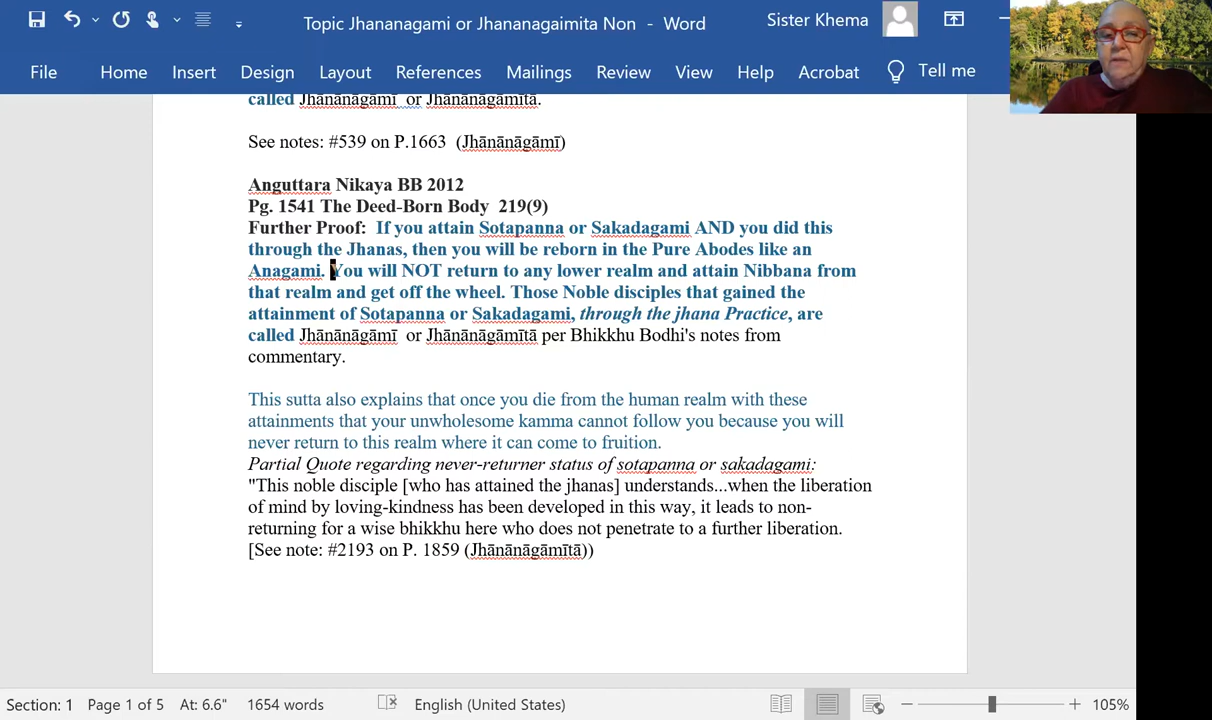 Topic Jhananagami or Jhananagaimita Non - Word
Sister Khema
File Home Insert Design Layout References Mailings Review View Help Acrobat Tell me
called Jhānānāgāmī or Jhānānāgāmītā.
See notes: #539 on P.1663 (Jhānānāgāmī)
Anguttara Nikaya BB 2012
Pg. 1541 The Deed-Born Body 219(9)
Further Proof: If you attain Sotapanna or Sakadagami AND you did this
through the Jhanas, then you will be reborn in the Pure Abodes like an
Anagami. You will NOT return to any lower realm and attain Nibbana from
that realm and get off the wheel. Those Noble disciples that gained the
attainment of Sotapanna or Sakadagami, through the jhana Practice, are
called Jhānānāgāmī or Jhānānāgāmītā per Bhikkhu Bodhi's notes from
commentary.
This sutta also explains that once you die from the human realm with these
attainments that your unwholesome kamma cannot follow you because you will
never return to this realm where it can come to fruition.
Partial Quote regarding never-returner status of sotapanna or sakadagami:
"This noble disciple [who has attained the jhanas] understands...when the liberation
of mind by loving-kindness has been developed in this way, it leads to non-
returning for a wise bhikkhu here who does not penetrate to a further liberation.
[See note: #2193 on P. 1859 (Jhānānāgāmītā))
Section: 1 Page 1 of 5 At: 6.6" 1654 words English (United States) 105%